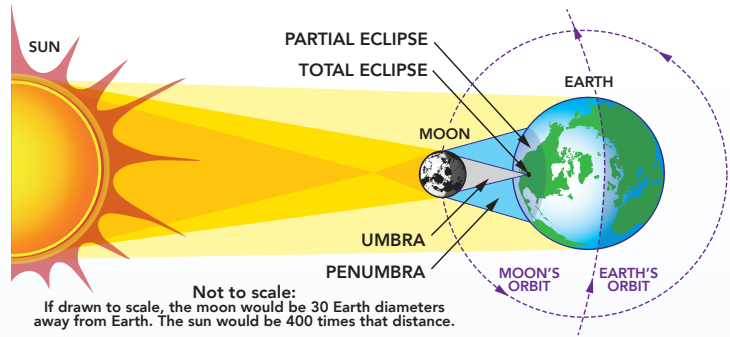 SUN
PARTIAL ECLIPSE
TOTAL ECLIPSE
EARTH
MOON
UMBRA
PENUMBRA
MOON'S
ORBIT
EARTH'S
ORBIT
Not to scale:
If drawn to scale, the moon would be 30 Earth diameters
away from Earth. The sun would be 400 times that distance.